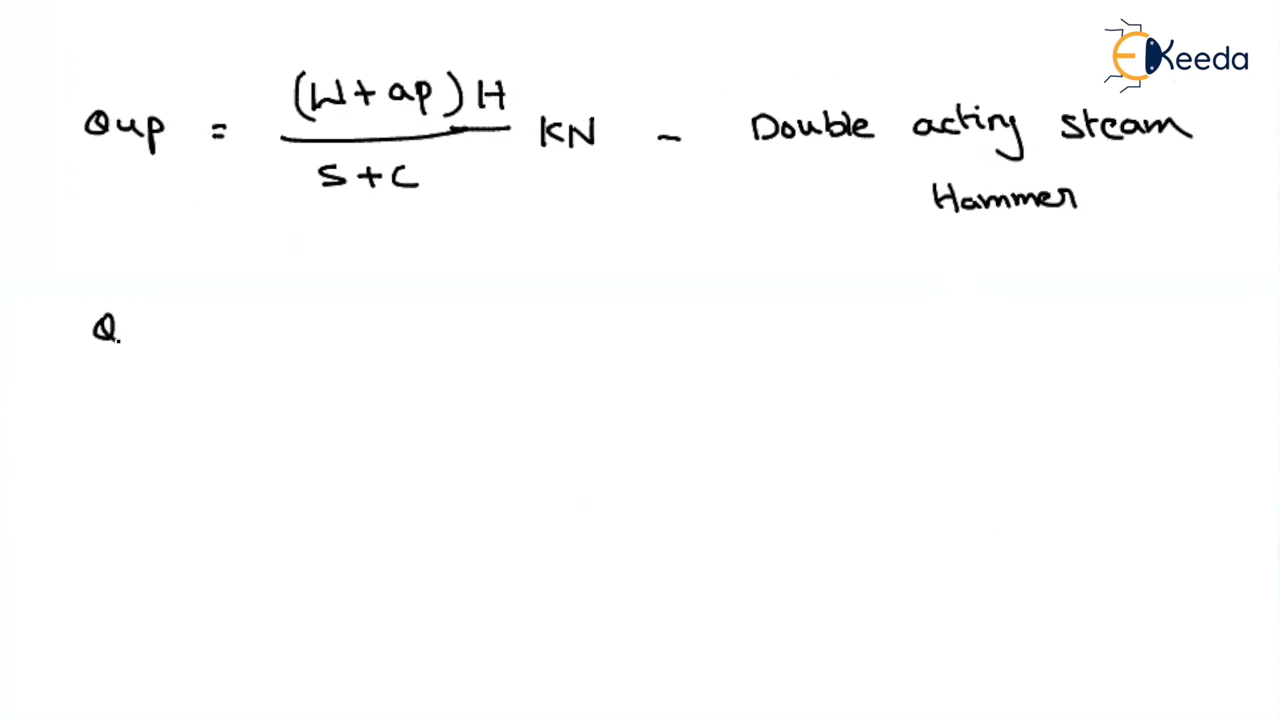 EKeeda
Qup = (W+ap)H / S+C KN - Double acting steam
Hammer
Q.